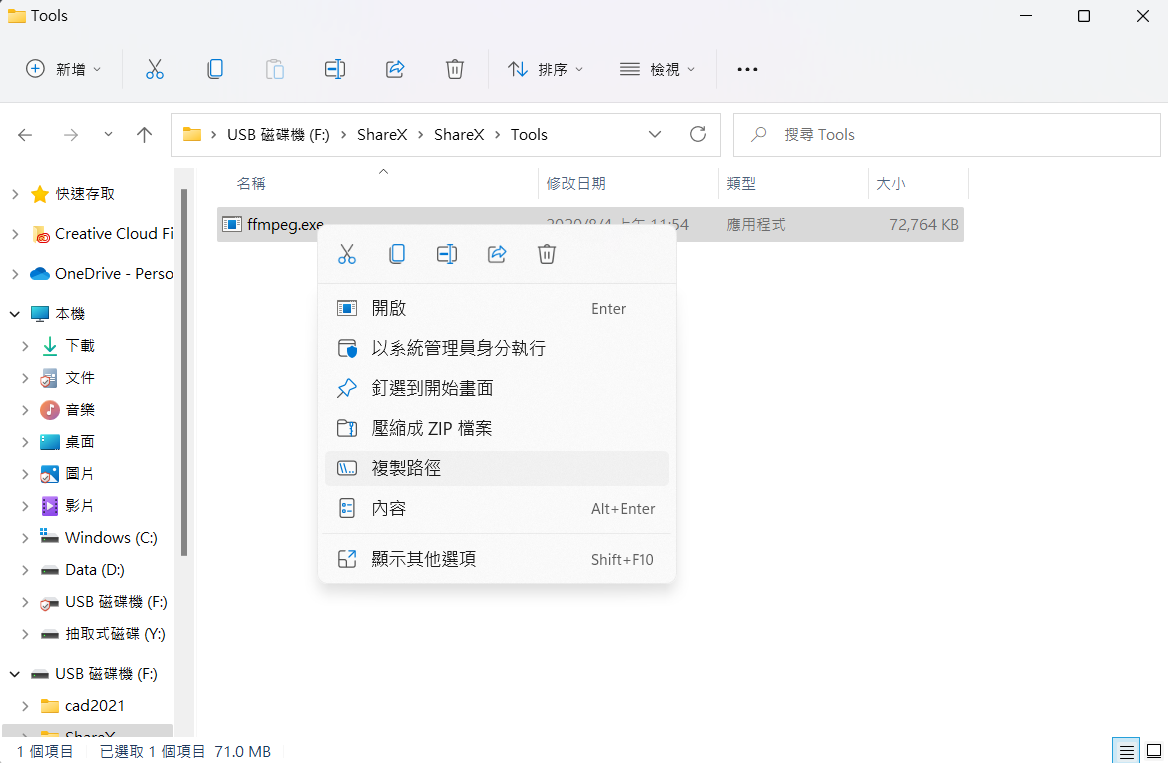 Tools
新增
排序
檢視
USB 磁碟機 (F:) > ShareX > ShareX > Tools
搜尋 Tools
名稱 修改日期 類型 大小
ffmpeg.exe 2020/8/4 上午 11:54 應用程式 72,764 KB
快速存取
Creative Cloud Fi
OneDrive - Perso
本機
下載
文件
音樂
桌面
圖片
影片
Windows (C:)
Data (D:)
USB 磁碟機 (F:)
抽取式磁碟 (Y:)
USB 磁碟機 (F:)
cad2021
ShareX
開啟 Enter
以系統管理員身分執行
釘選到開始畫面
壓縮成 ZIP 檔案
複製路徑
內容 Alt+Enter
顯示其他選項 Shift+F10
1 個項目 已選取 1 個項目 71.0 MB